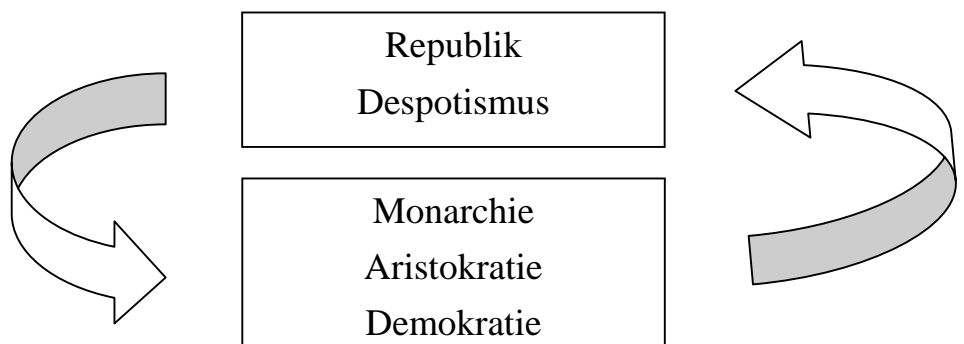 Republik
Despotismus
Monarchie
Aristokratie
Demokratie